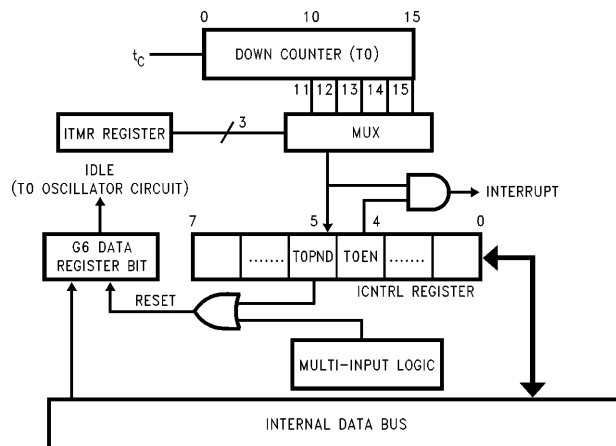 0 10 15
DOWN COUNTER (T0)
tC
11 12 13 14 15
ITMR REGISTER
3
MUX
IDLE
(TO OSCILLATOR CIRCUIT)
INTERRUPT
7 5 4 0
G6 DATA
REGISTER BIT
....... T0PND T0EN .......
ICNTRL REGISTER
RESET
MULTI-INPUT LOGIC
INTERNAL DATA BUS